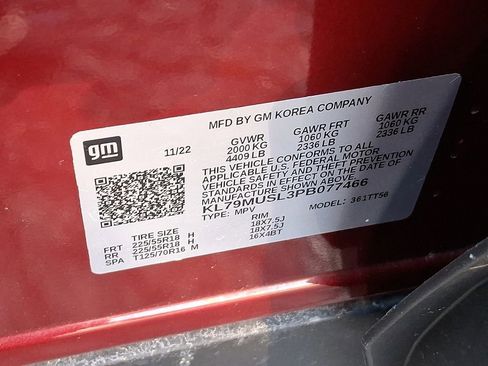 MFD BY GM KOREA COMPANY
gm 11/22 GVWR GAWR FRT GAWR RR
2000 KG 1060 KG 1060 KG
4409 LB 2336 LB 2336 LB
THIS VEHICLE CONFORMS TO ALL
APPLICABLE U.S. FEDERAL MOTOR
VEHICLE SAFETY AND THEFT PREVENTION
STANDARDS IN EFFECT ON THE DATE OF
MANUFACTURE SHOWN ABOVE.
KL79MUSL3PB077466
TYPE: MPV MODEL: 361TT56
TIRE SIZE RIM
FRT 225/55R18 H 18X7.5J
RR 225/55R18 H 18X7.5J
SPA T125/70R16 M 16X4BT